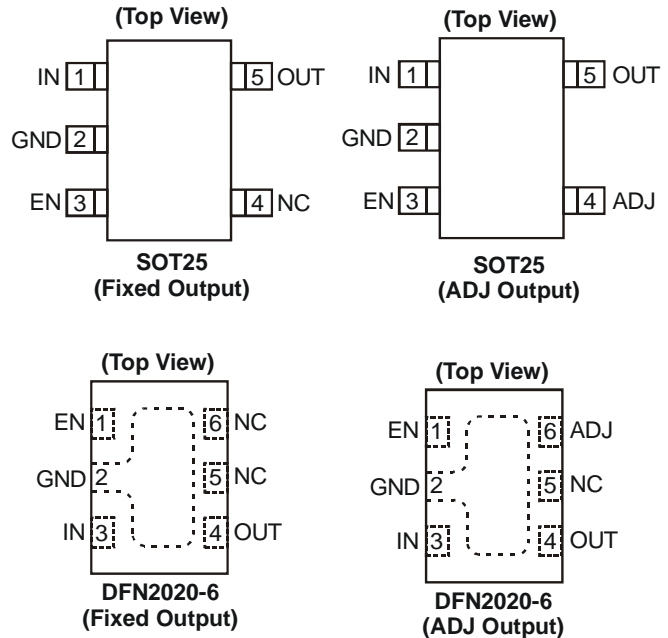 (Top View)
IN 1 5 OUT
GND 2
EN 3 4 NC
SOT25
(Fixed Output)
(Top View)
IN 1 5 OUT
GND 2
EN 3 4 ADJ
SOT25
(ADJ Output)
(Top View)
EN 1 6 NC
GND 2 5 NC
IN 3 4 OUT
DFN2020-6
(Fixed Output)
(Top View)
EN 1 6 ADJ
GND 2 5 NC
IN 3 4 OUT
DFN2020-6
(ADJ Output)